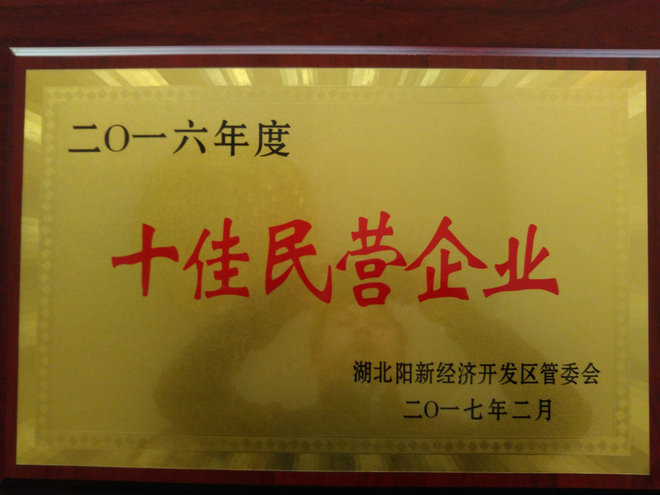 二〇一六年度
十佳民营企业
湖北阳新经济开发区管委会
二〇一七年二月